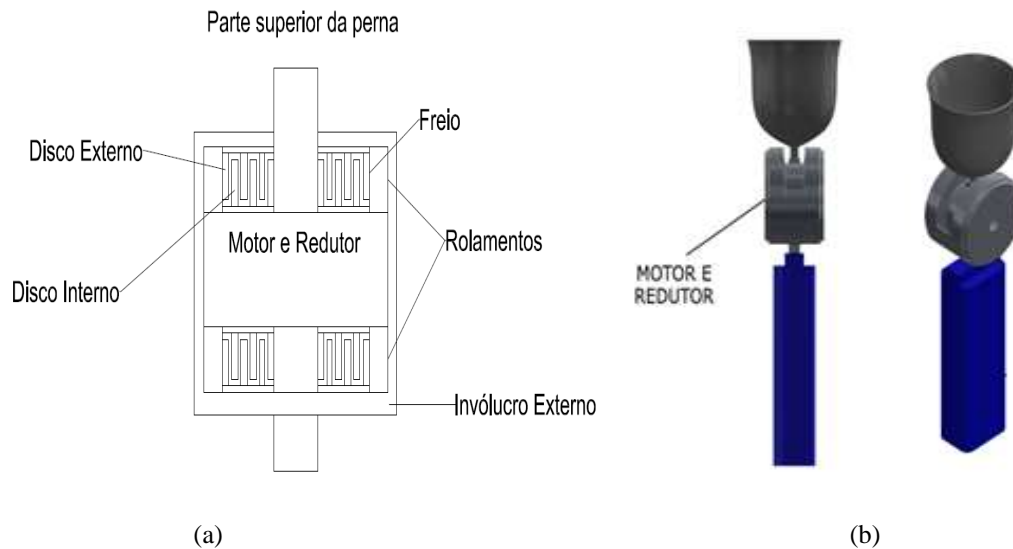 Parte superior da perna
Freio
Disco Externo
Motor e Redutor
Rolamentos
Disco Interno
Invólucro Externo
MOTOR E
REDUTOR
(a)
(b)